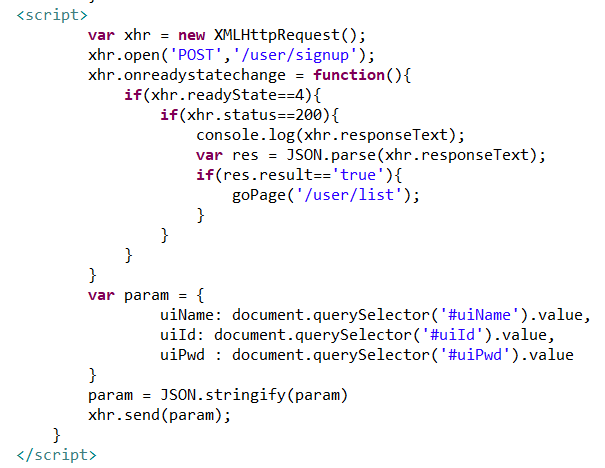 <script>
var xhr = new XMLHttpRequest();
xhr.open('POST','/user/signup');
xhr.onreadystatechange = function(){
if(xhr.readyState==4){
if(xhr.status==200){
console.log(xhr.responseText);
var res = JSON.parse(xhr.responseText);
if(res.result=='true'){
goPage('/user/list');
}
}
}
}
var param = {
uiName: document.querySelector('#uiName').value,
uiId: document.querySelector('#uiId').value,
uiPwd : document.querySelector('#uiPwd').value
}
param = JSON.stringify(param)
xhr.send(param);
}
</script>